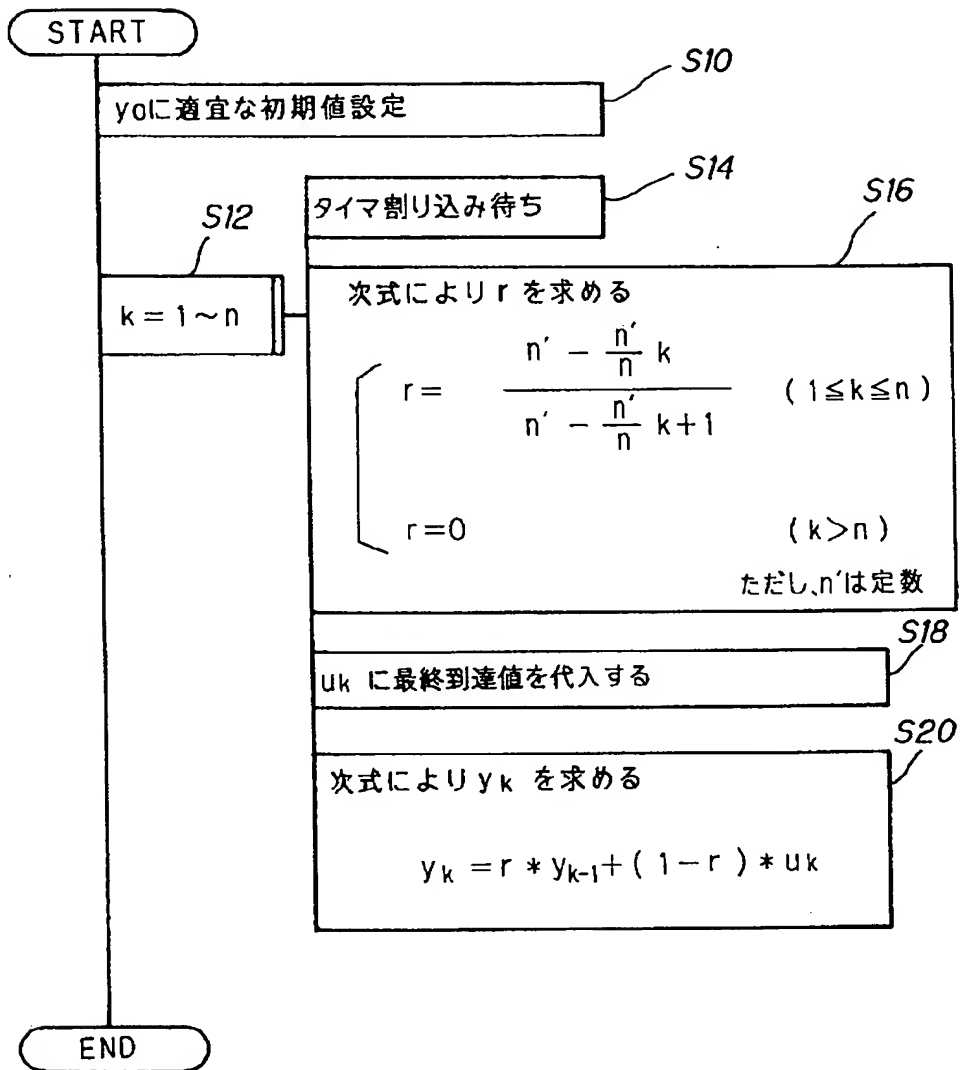 START
S10
yoに適宜な初期値設定
S14
タイマ割り込み待ち
S12
S16
k=1~n
次式により r を求める
r= (n′ - n′/n k) / (n′ - n′/n k+1) (1≦k≦n)
r=0 (k>n)
ただし、n′は定数
S18
uk に最終到達値を代入する
S20
次式により yk を求める
yk = r * yk-1+( 1-r ) * uk
END